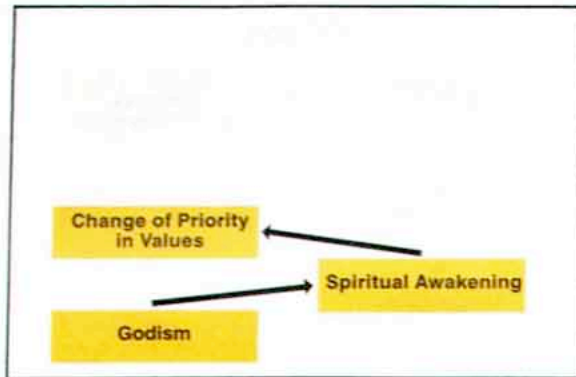 Change of Priority
in Values
Spiritual Awakening
Godism